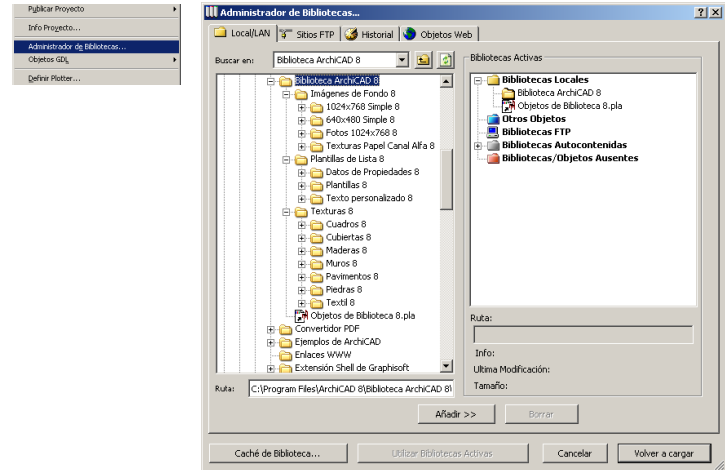 Publicar Proyecto
Info Proyecto...
Administrador de Bibliotecas...
Objetos GDL
Definir Plotter...
Administrador de Bibliotecas...
Local/LAN
Sitios FTP
Historial
Objetos Web
Buscar en:
Biblioteca ArchiCAD 8
Biblioteca ArchiCAD 8
Imágenes de Fondo 8
1024x768 Simple 8
640x480 Simple 8
Fotos 1024x768 8
Texturas Papel Canal Alfa 8
Plantillas de Lista 8
Datos de Propiedades 8
Plantillas 8
Texto personalizado 8
Texturas 8
Cuadros 8
Cubiertas 8
Maderas 8
Muros 8
Pavimentos 8
Piedras 8
Textil 8
Objetos de Biblioteca 8.pla
Convertidor PDF
Ejemplos de ArchiCAD
Enlaces WWW
Extensión Shell de Graphisoft
Ruta:
C:\Program Files\ArchiCAD 8\Biblioteca ArchiCAD 8\
Bibliotecas Activas
Bibliotecas Locales
Biblioteca ArchiCAD 8
Objetos de Biblioteca 8.pla
Otros Objetos
Bibliotecas FTP
Bibliotecas Autocontenidas
Bibliotecas/Objetos Ausentes
Ruta:
Info:
Ultima Modificación:
Tamaño:
Añadir >>
Borrar
Caché de Biblioteca...
Utilizar Bibliotecas Activas
Cancelar
Volver a cargar